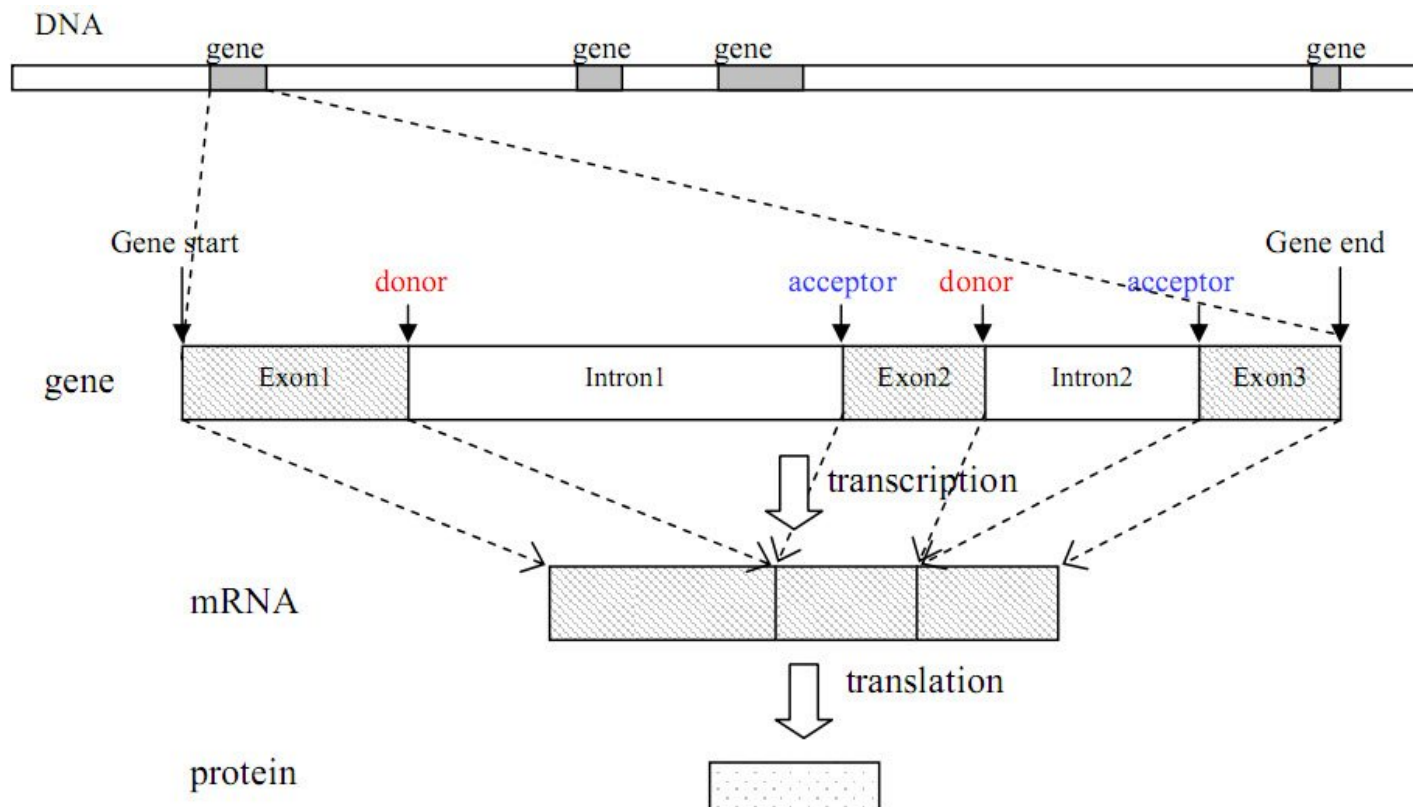 DNA
gene gene gene gene
Gene start Gene end
donor acceptor donor acceptor
gene Exon1 Intron1 Exon2 Intron2 Exon3
transcription
mRNA
translation
protein